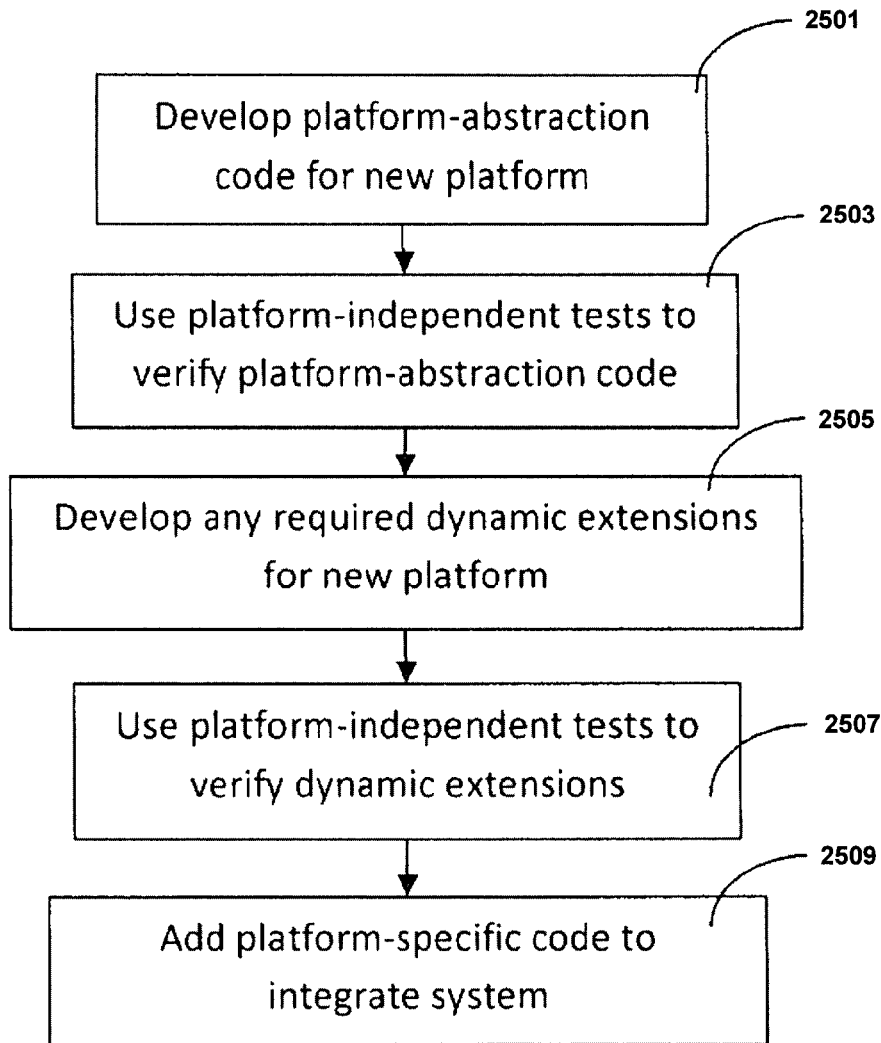 2501
Develop platform-abstraction
code for new platform
2503
Use platform-independent tests to
verify platform-abstraction code
2505
Develop any required dynamic extensions
for new platform
Use platform-independent tests to
verify dynamic extensions
2507
2509
Add platform-specific code to
integrate system